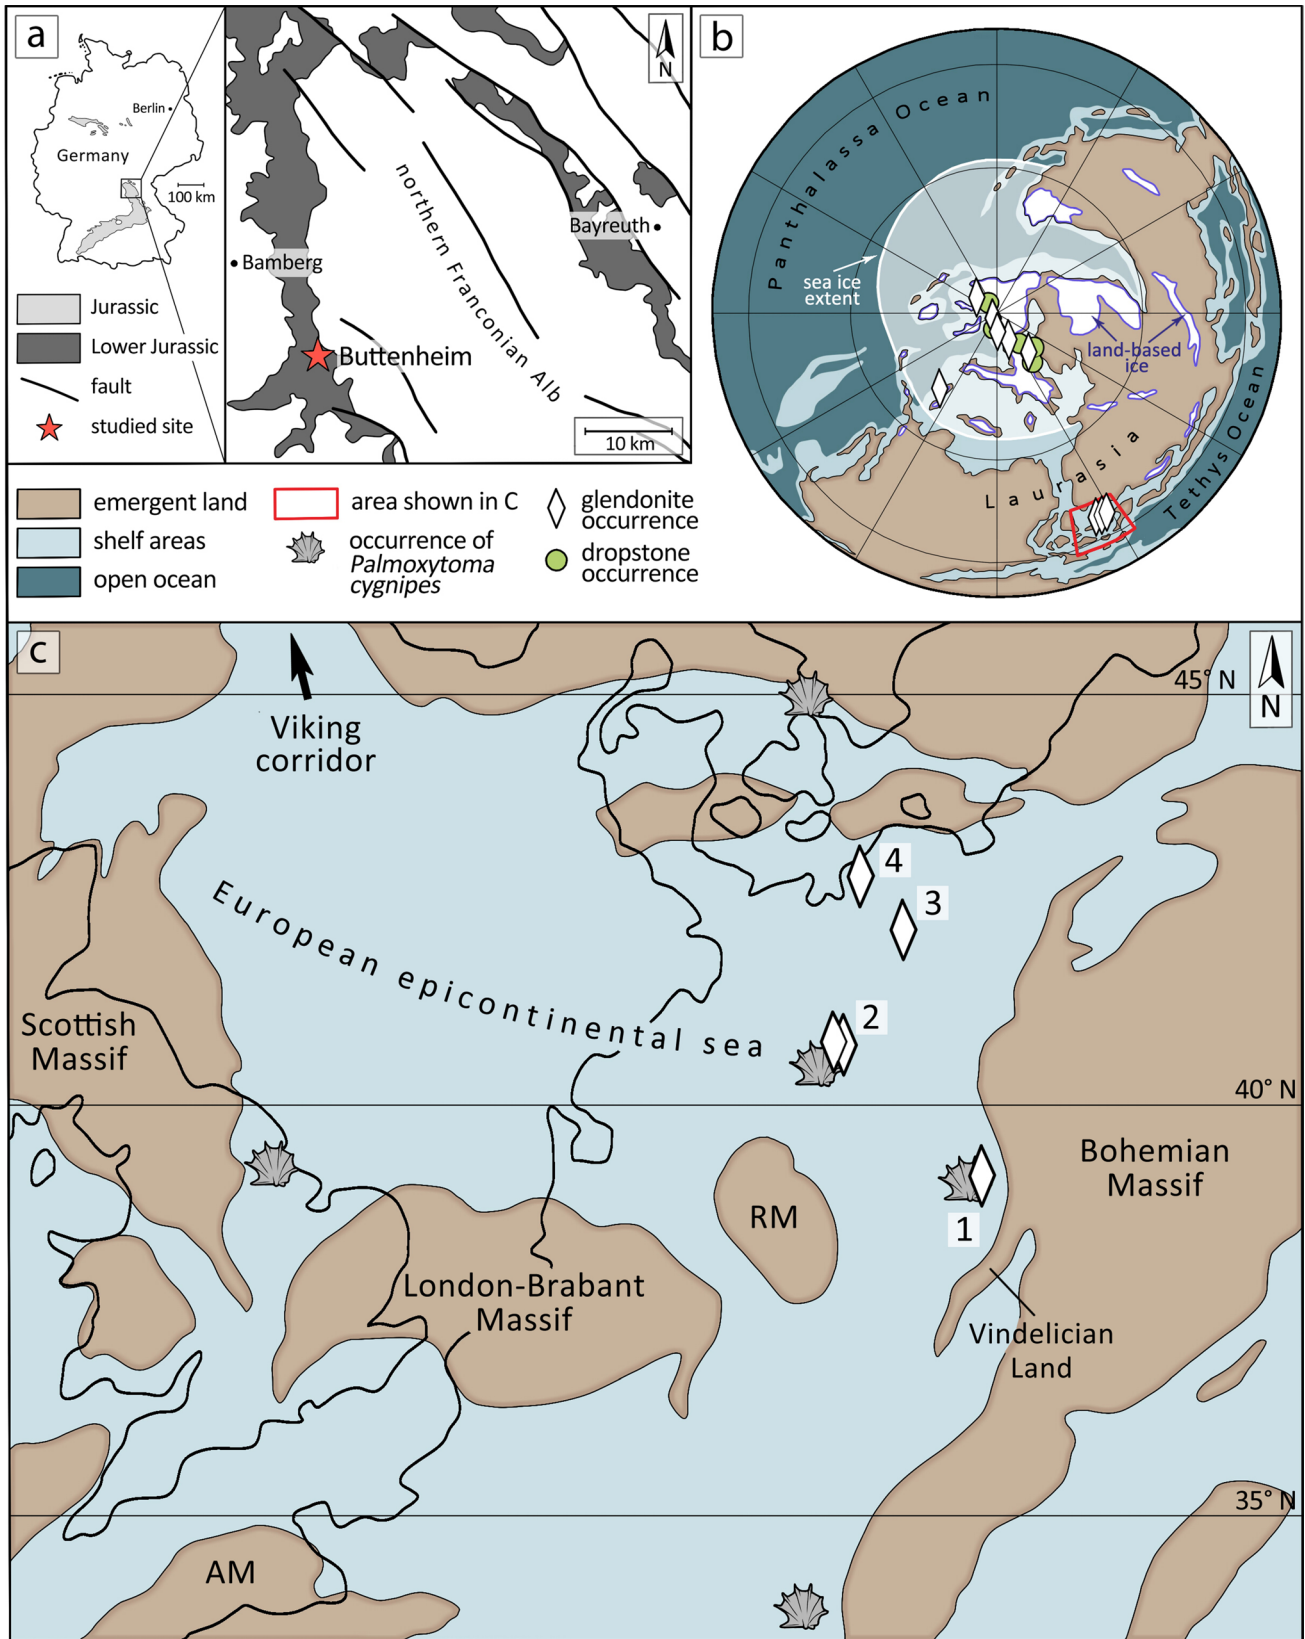 a
Berlin
Germany
100 km
Jurassic
Lower Jurassic
fault
studied site
N
northern Franconian Alb
Bayreuth
Bamberg
Buttenheim
10 km
b
Panthalassa Ocean
sea ice
extent
land-based
ice
Laurasia
Tethys Ocean
emergent land
shelf areas
open ocean
area shown in C
occurrence of
Palmoxytoma
cygnipes
glendonite
occurrence
dropstone
occurrence
c
Viking
corridor
45° N
N
4
3
European epicontinental sea
2
Scottish
Massif
40° N
Bohemian
Massif
RM
1
London-Brabant
Massif
Vindelician
Land
35° N
AM